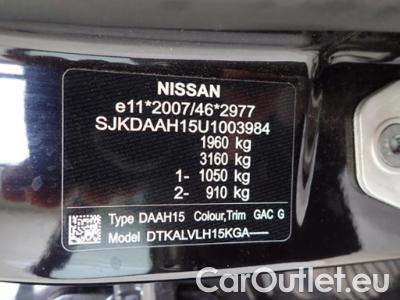 NISSAN
e11*2007/46*2977
SJKDAAH15U1003984
1960 kg
3160 kg
1- 1050 kg
2- 910 kg
Type DAAH15 Colour,Trim GAC G
Model DTKALVLH15KGA-----
CarOutlet.eu